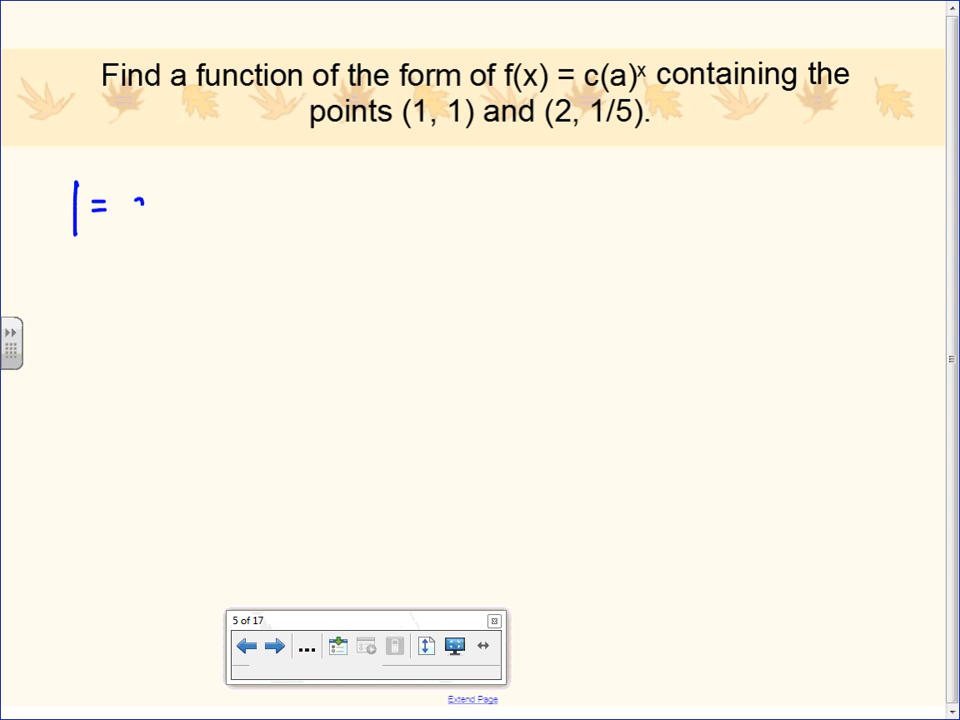 Find a function of the form of f(x) = c(a)ˣ containing the
points (1, 1) and (2, 1/5).
1 =
5 of 17
Extend Page